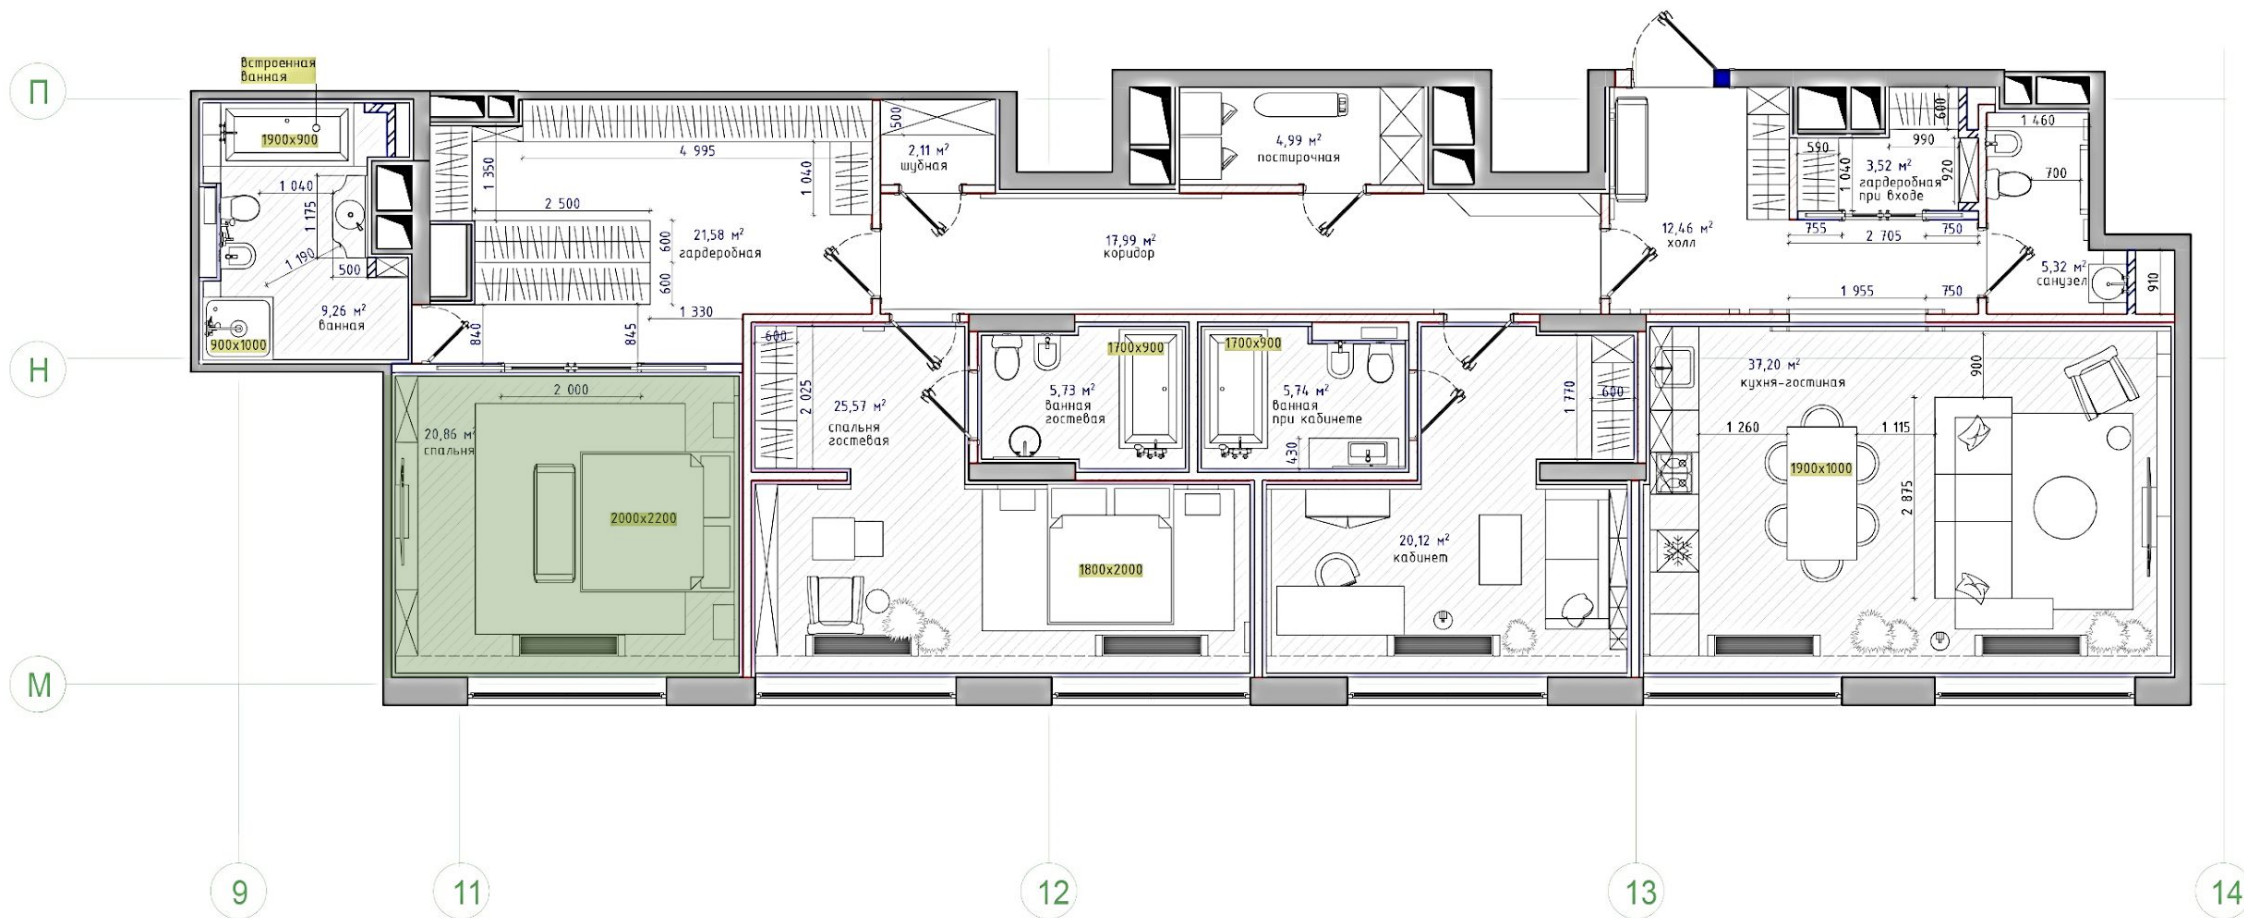 встроенная
ванная
П
1900x900
4 995
500
2,11 м²
шубная
4,99 м²
постирочная
600
990
1 460
590
3,52 м²
гардеробная
при входе
920
1 040
700
1 350
1 040
1 040
1 175
2 500
1 190
500
600
600
21,58 м²
гардеробная
17,99 м²
коридор
12,46 м²
холл
755
750
2 705
5,32 м²
санузел
910
1 955
750
9,26 м²
ванная
900x1000
840
845
1 330
Н
600
2 025
1700x900
1700x900
5,73 м²
ванная
гостевая
5,74 м²
ванная
при кабинете
430
1 770
600
37,20 м²
кухня-гостиная
900
2 000
20,86 м²
спальня
25,57 м²
спальня
гостевая
1 260
1 115
1900x1000
2 875
2000x2200
1800x2000
20,12 м²
кабинет
М
9
11
12
13
14